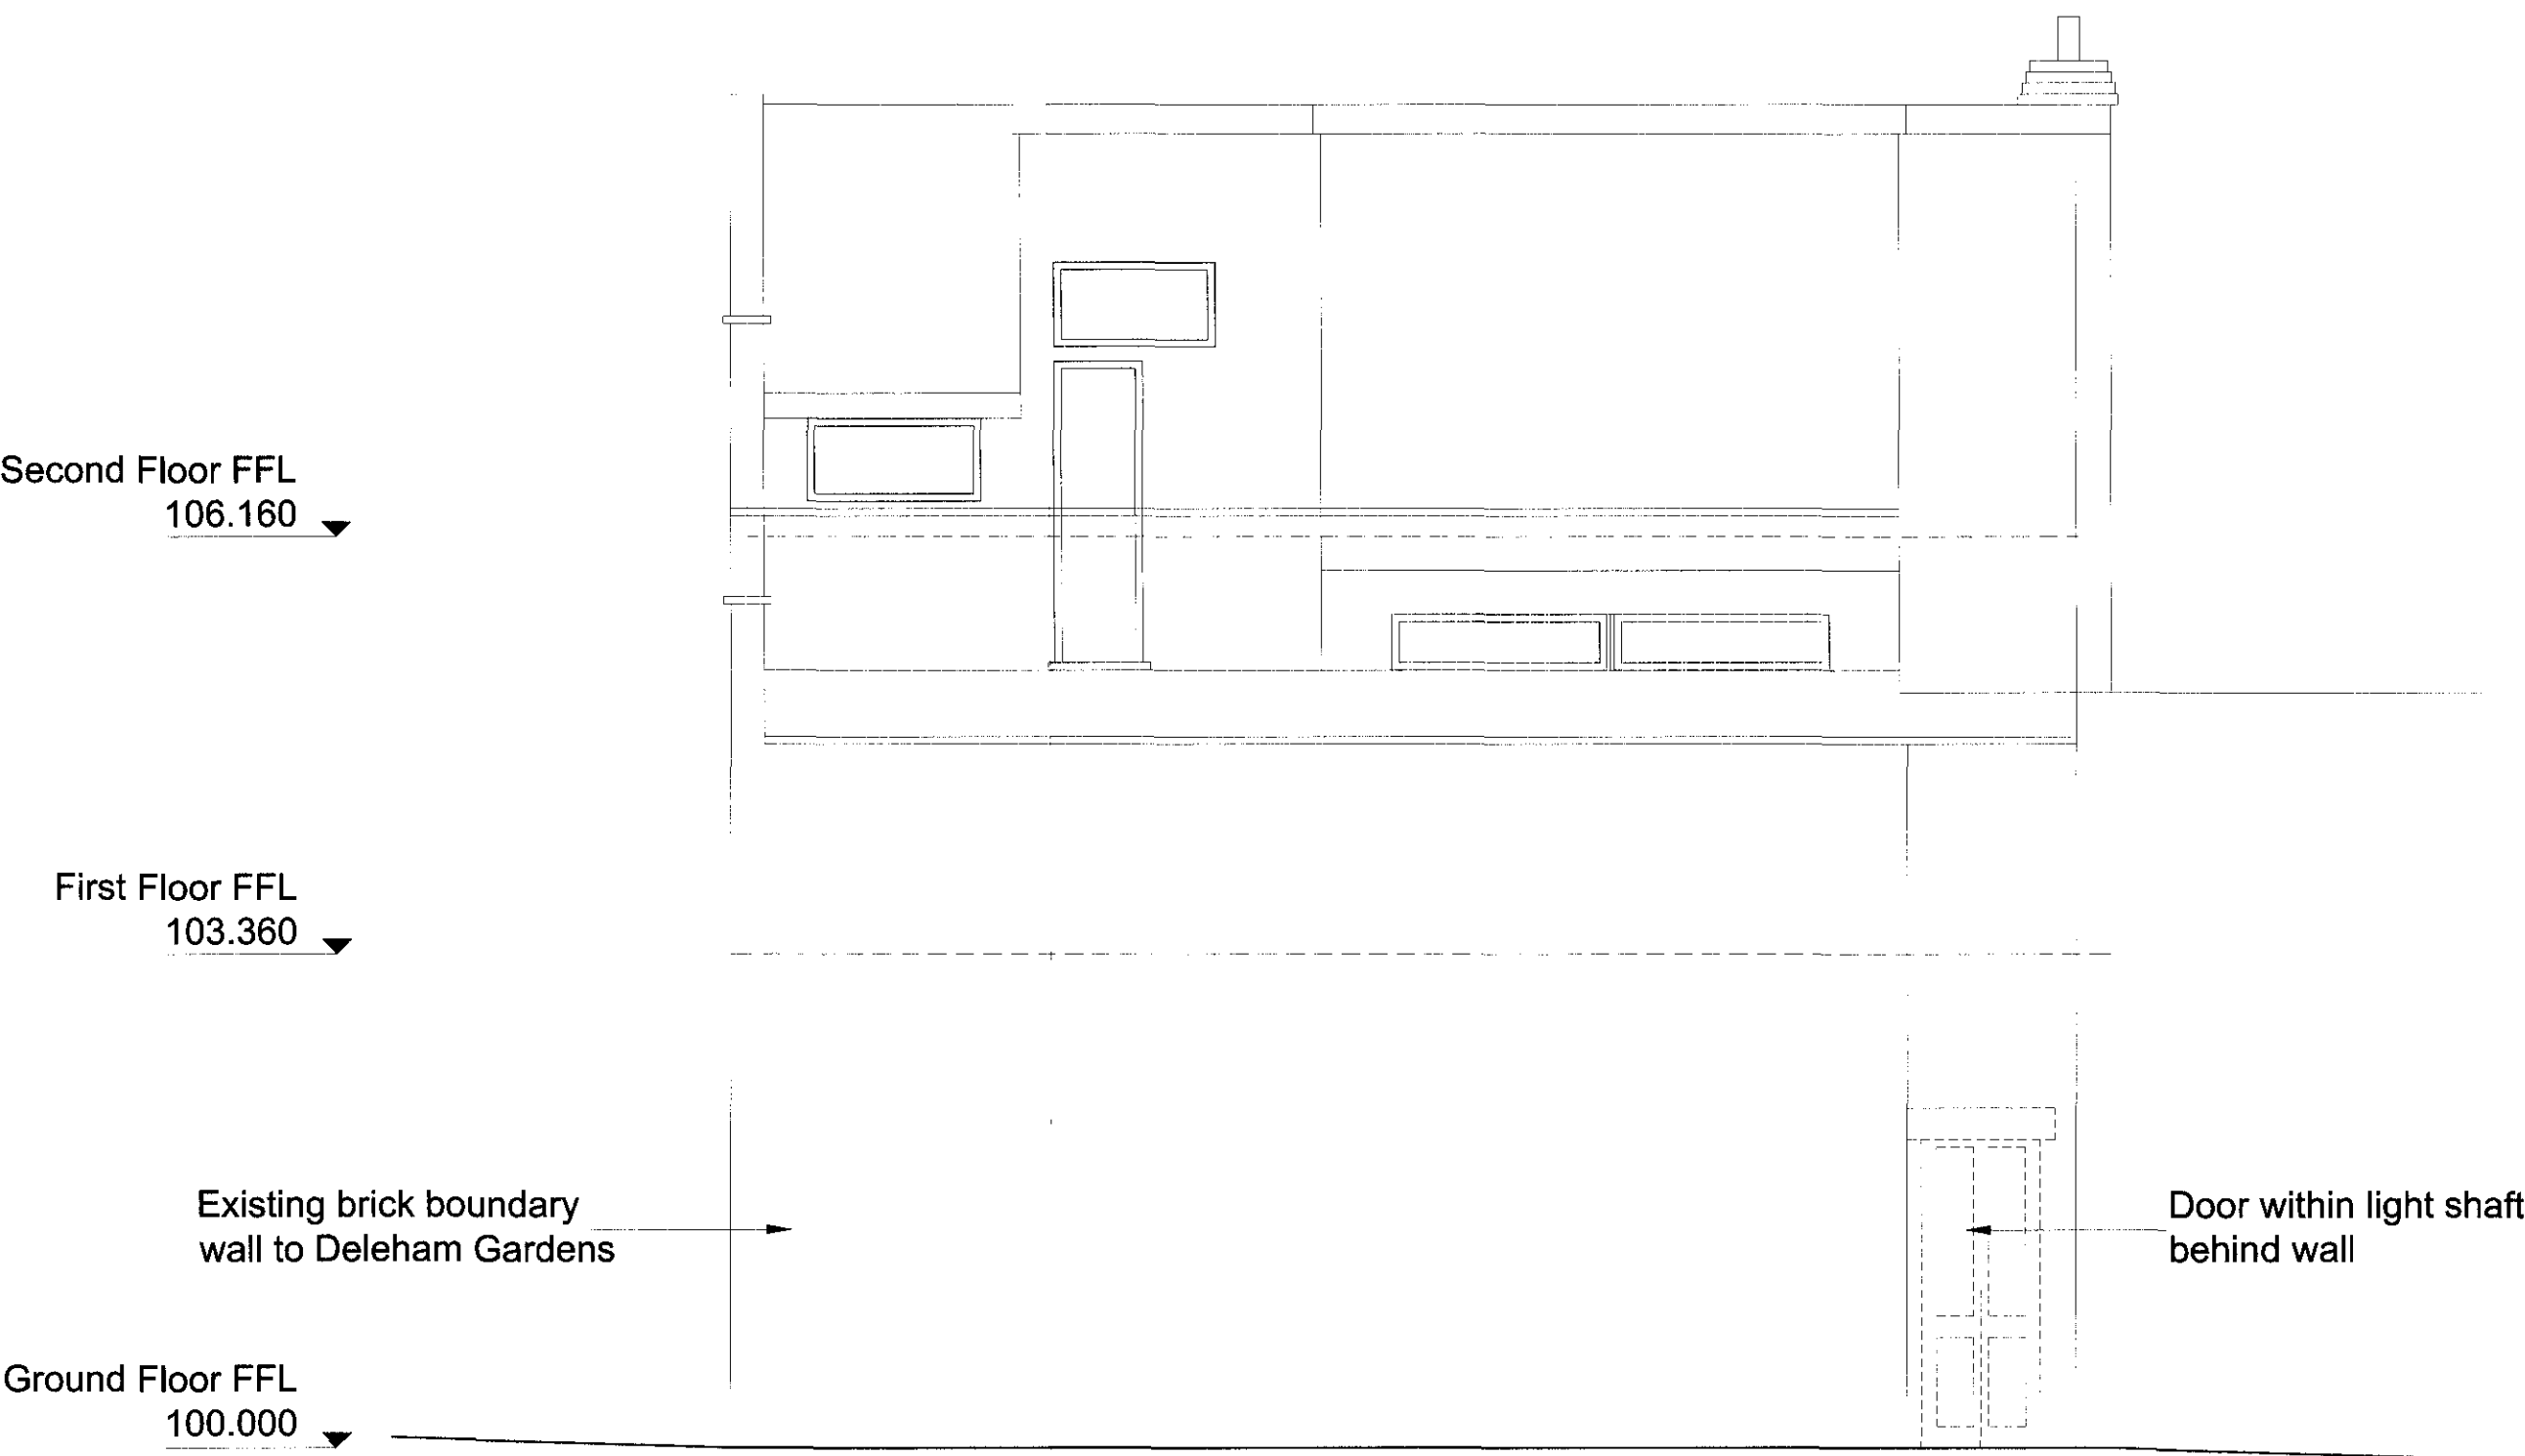 Second Floor FFL
106.160
First Floor FFL
103.360
Existing brick boundary
wall to Deleham Gardens
Door within light shaft
behind wall
Ground Floor FFL
100.000